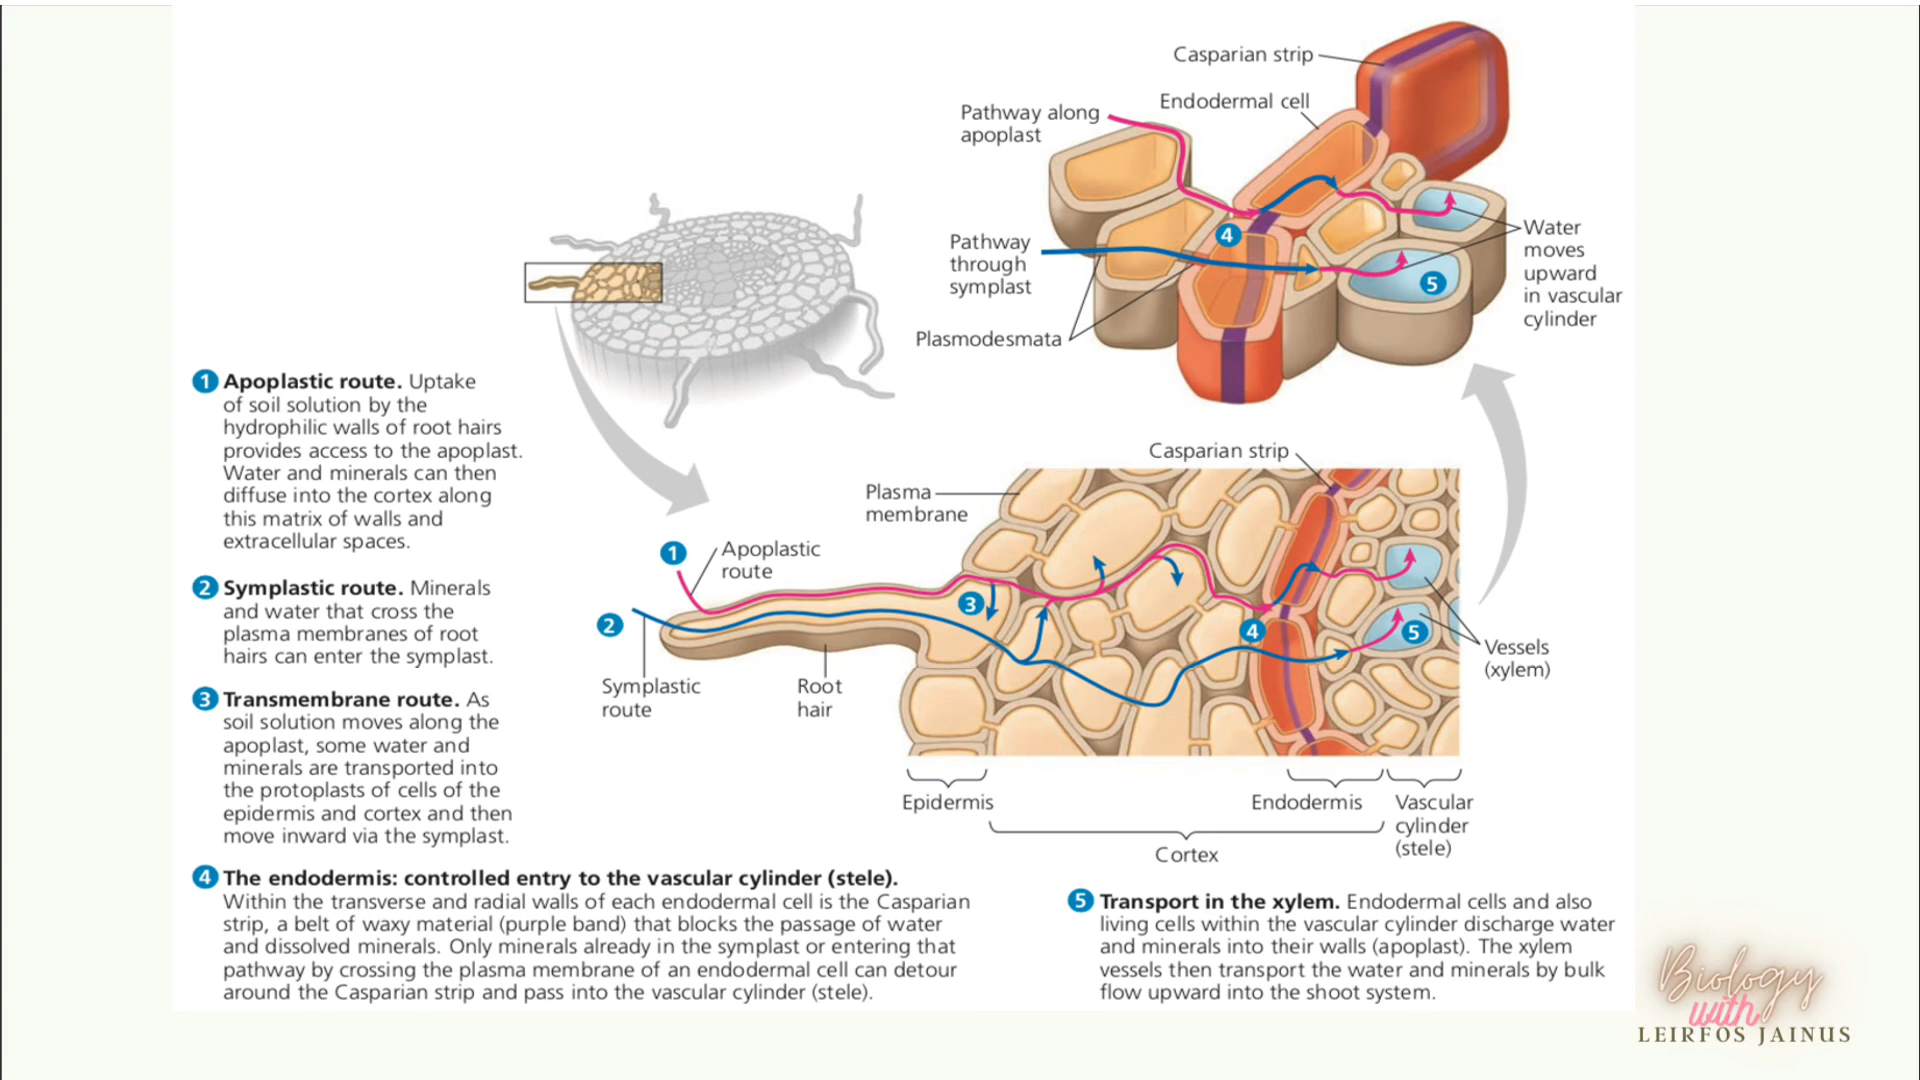 Casparian strip
Endodermal cell
Pathway along
apoplast
4
Pathway
through
symplast
Plasmodesmata
Water
moves
upward
in vascular
cylinder
5
1 Apoplastic route. Uptake
of soil solution by the
hydrophilic walls of root hairs
provides access to the apoplast.
Water and minerals can then
diffuse into the cortex along
this matrix of walls and
extracellular spaces.
2 Symplastic route. Minerals
and water that cross the
plasma membranes of root
hairs can enter the symplast.
3 Transmembrane route. As
soil solution moves along the
apoplast, some water and
minerals are transported into
the protoplasts of cells of the
epidermis and cortex and then
move inward via the symplast.
Casparian strip
Plasma
membrane
1
Apoplastic
route
2
3
4
5
Symplastic
route
Root
hair
Vessels
(xylem)
Epidermis
Endodermis
Vascular
cylinder
(stele)
Cortex
4 The endodermis: controlled entry to the vascular cylinder (stele).
Within the transverse and radial walls of each endodermal cell is the Casparian
strip, a belt of waxy material (purple band) that blocks the passage of water
and dissolved minerals. Only minerals already in the symplast or entering that
pathway by crossing the plasma membrane of an endodermal cell can detour
around the Casparian strip and pass into the vascular cylinder (stele).
5 Transport in the xylem. Endodermal cells and also
living cells within the vascular cylinder discharge water
and minerals into their walls (apoplast). The xylem
vessels then transport the water and minerals by bulk
flow upward into the shoot system.
Biology
with
LEIRFOS JAINUS